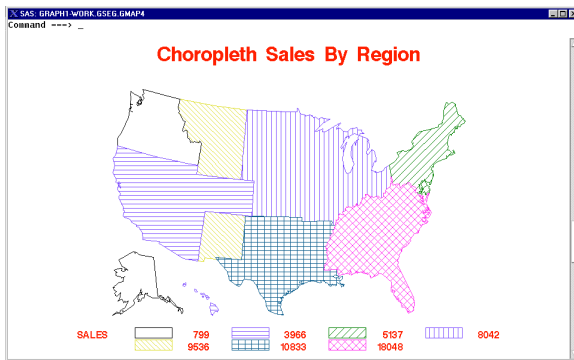 SAS: GRAPH1-WORK.GSEG.GMAP4
Command ===> _
Choropleth Sales By Region
SALES 799 3966 5137 8042
9536 10833 18048